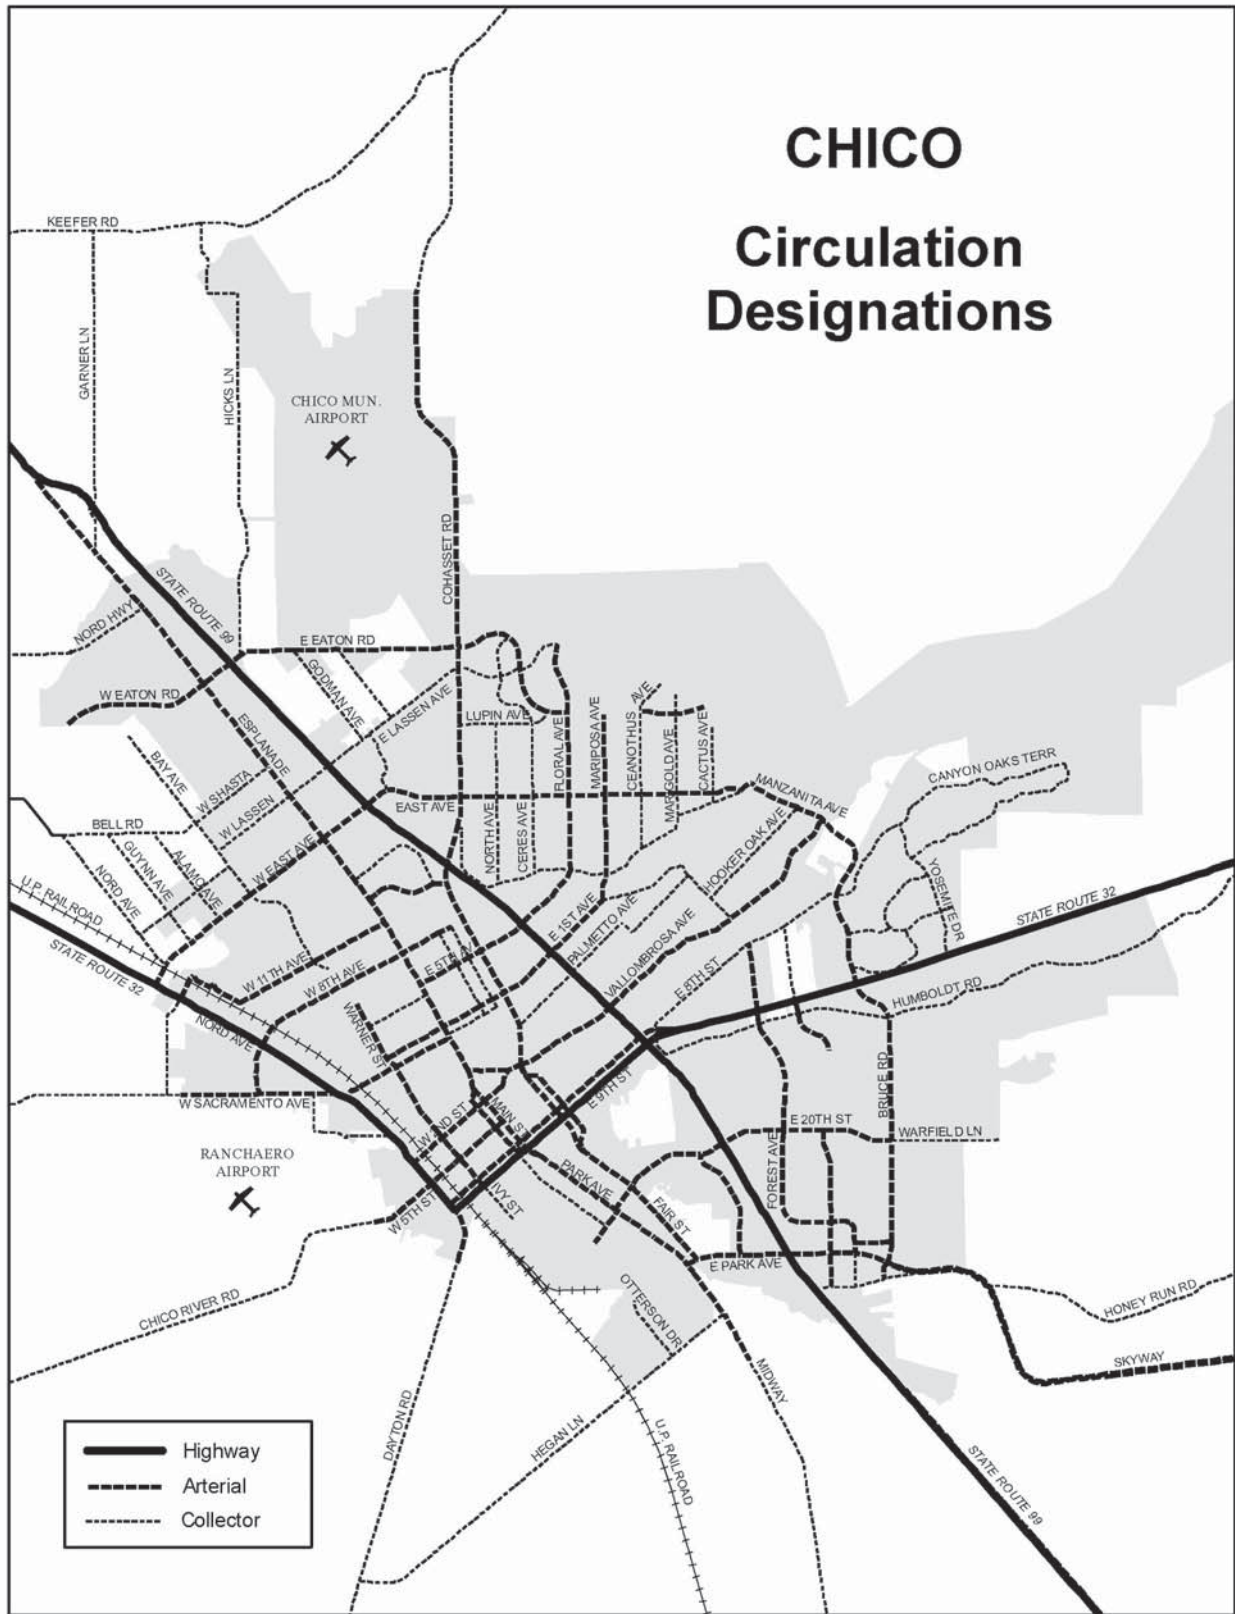 CHICO
Circulation
Designations
KEEFER RD
GARNER LN
HICKS LN
CHICO MUN.
AIRPORT
COHASSET RD
STATE ROUTE 99
NORD HWY
E EATON RD
W EATON RD
GODMAN AVE
E LASSEN AVE
ESPLANADE
LUPIN AVE
FLORAL AVE
MARIPOSA AVE
CEANOTHUS AVE
MARIGOLD AVE
CACTUS AVE
BAY AVE
W SHASTA
W LASSEN
EAST AVE
MANZANITA AVE
CANYON OAKS TERR
BELL RD
GUYNN AVE
ALAMO AVE
NORD AVE
W EAST AVE
NORTH AVE
CERES AVE
HOOKER OAK AVE
YOSEMITE DR
U.P. RAILROAD
STATE ROUTE 32
STATE ROUTE 32
E 1ST AVE
PALMETTO AVE
VALLOMBROSA AVE
W 11TH AVE
W 8TH AVE
E 5TH AV
E 8TH ST
HUMBOLDT RD
WARNER ST
NORD AVE
BRUCE RD
W SACRAMENTO AVE
W 2ND ST
MAIN ST
E 9TH ST
E 20TH ST
WARFIELD LN
RANCHAERO
AIRPORT
PARK AVE
FOREST AVE
IVY ST
W 5TH ST
FAIR ST
E PARK AVE
OTTERSON DR
CHICO RIVER RD
HONEY RUN RD
SKYWAY
MIDWAY
DAYTON RD
HEGAN LN
U.P. RAILROAD
STATE ROUTE 99
Highway
Arterial
Collector